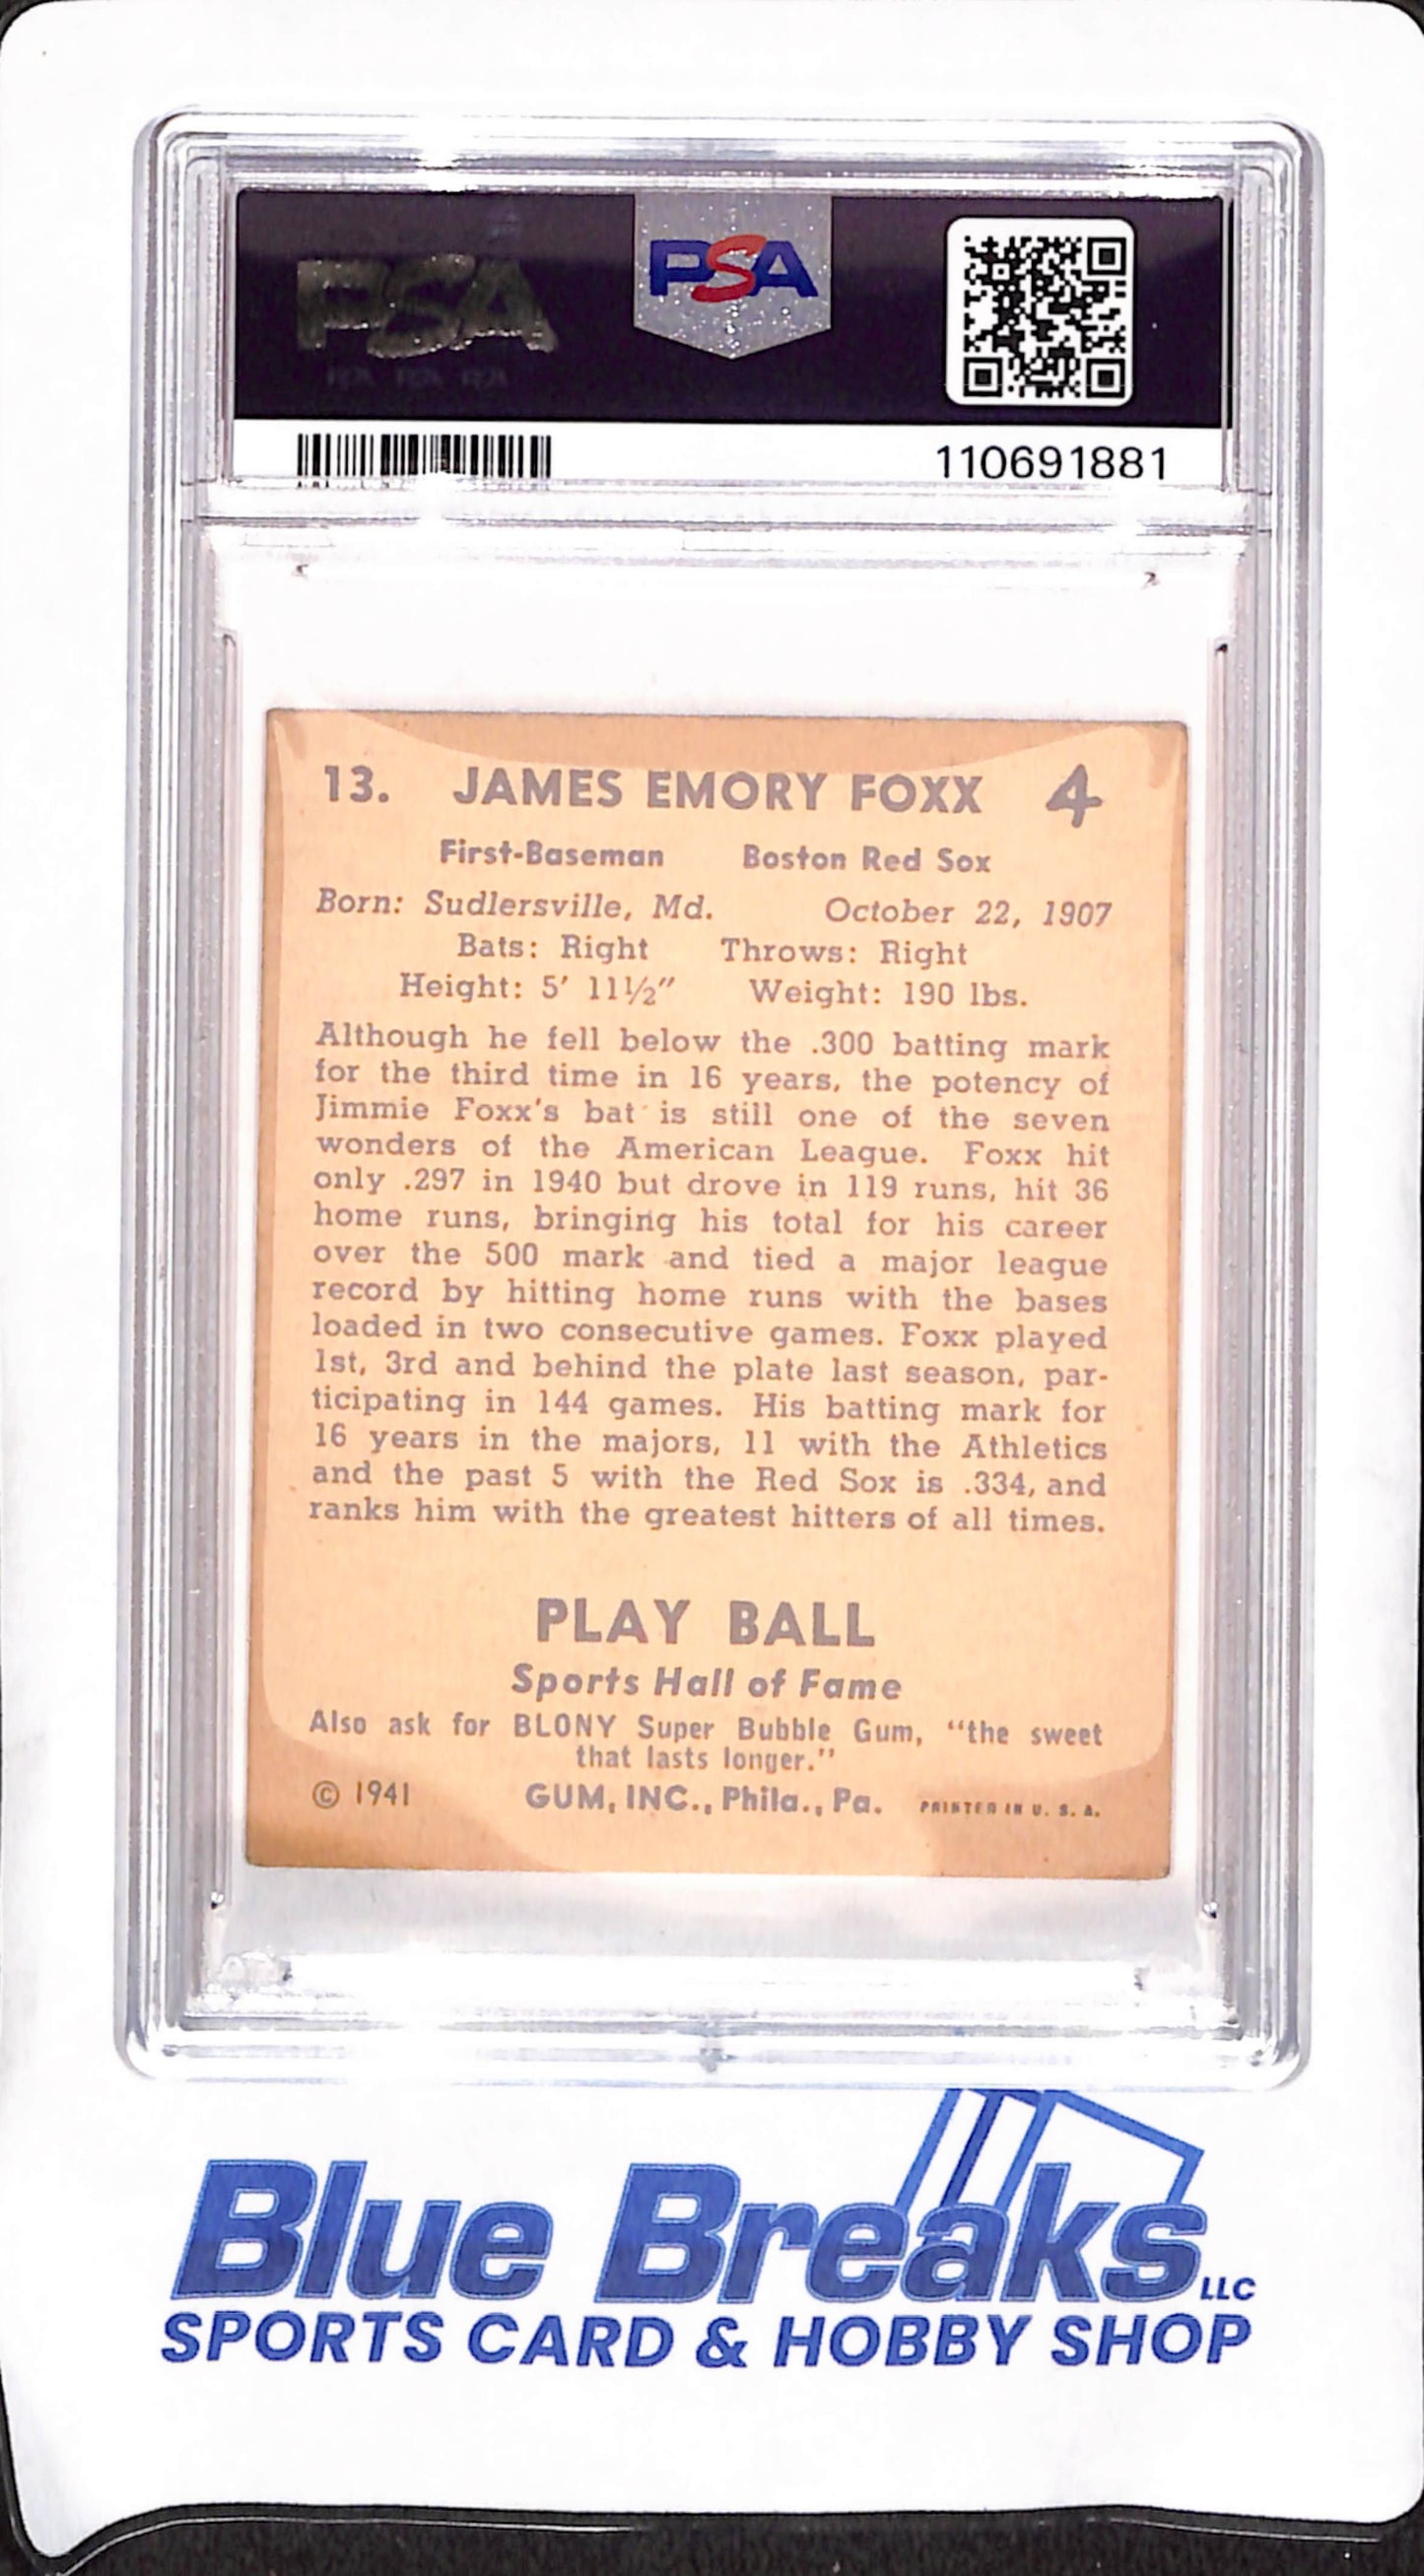 PSA
PSA
110691881
13. JAMES EMORY FOXX 4
First-Baseman Boston Red Sox
Born: Sudlersville, Md. October 22, 1907
Bats: Right Throws: Right
Height: 5' 11½" Weight: 190 lbs.
Although he fell below the .300 batting mark
for the third time in 16 years, the potency of
Jimmie Foxx's bat is still one of the seven
wonders of the American League. Foxx hit
only .297 in 1940 but drove in 119 runs, hit 36
home runs, bringing his total for his career
over the 500 mark and tied a major league
record by hitting home runs with the bases
loaded in two consecutive games. Foxx played
1st, 3rd and behind the plate last season, par-
ticipating in 144 games. His batting mark for
16 years in the majors, 11 with the Athletics
and the past 5 with the Red Sox is .334, and
ranks him with the greatest hitters of all times.
PLAY BALL
Sports Hall of Fame
Also ask for BLONY Super Bubble Gum, "the sweet
that lasts longer."
© 1941 GUM, INC., Phila., Pa. PRINTED IN U. S. A.
Blue Breaks LLC
SPORTS CARD & HOBBY SHOP